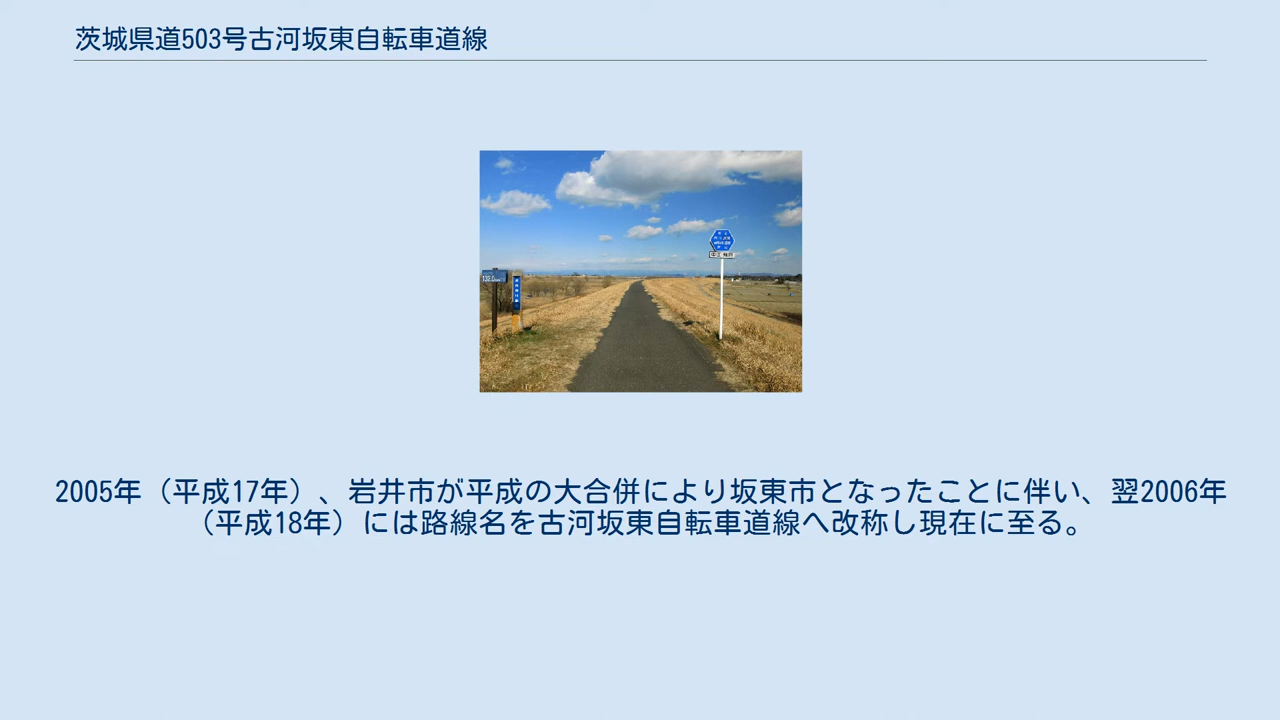 茨城県道503号古河坂東自転車道線
2005年（平成17年）、岩井市が平成の大合併により坂東市となったことに伴い、翌2006年
（平成18年）には路線名を古河坂東自転車道線へ改称し現在に至る。